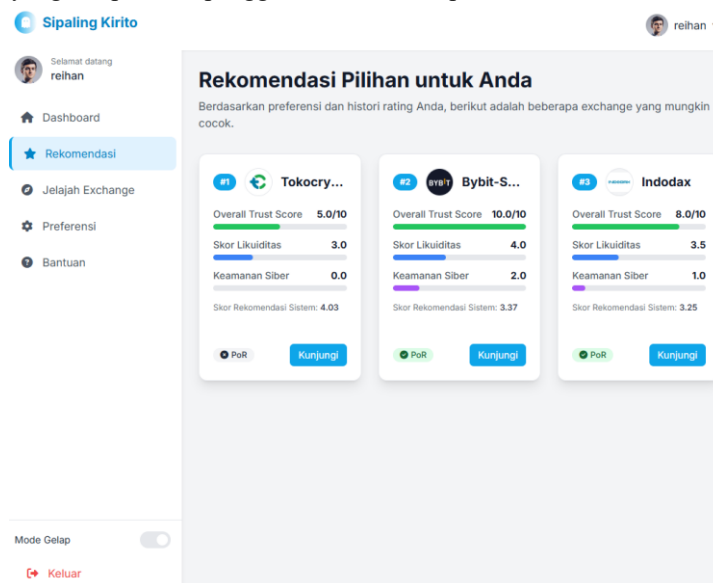 Sipaling Kirito
reihan
Selamat datang
reihan
Dashboard
Rekomendasi
Jelajah Exchange
Preferensi
Bantuan
Mode Gelap
Keluar
Rekomendasi Pilihan untuk Anda
Berdasarkan preferensi dan histori rating Anda, berikut adalah beberapa exchange yang mungkin
cocok.
#1 Tokocry...
Overall Trust Score 5.0/10
Skor Likuiditas 3.0
Keamanan Siber 0.0
Skor Rekomendasi Sistem: 4.03
PoR Kunjungi
#2 BYBIT Bybit-S...
Overall Trust Score 10.0/10
Skor Likuiditas 4.0
Keamanan Siber 2.0
Skor Rekomendasi Sistem: 3.37
PoR Kunjungi
#3 Indodax
Overall Trust Score 8.0/10
Skor Likuiditas 3.5
Keamanan Siber 1.0
Skor Rekomendasi Sistem: 3.25
PoR Kunjungi